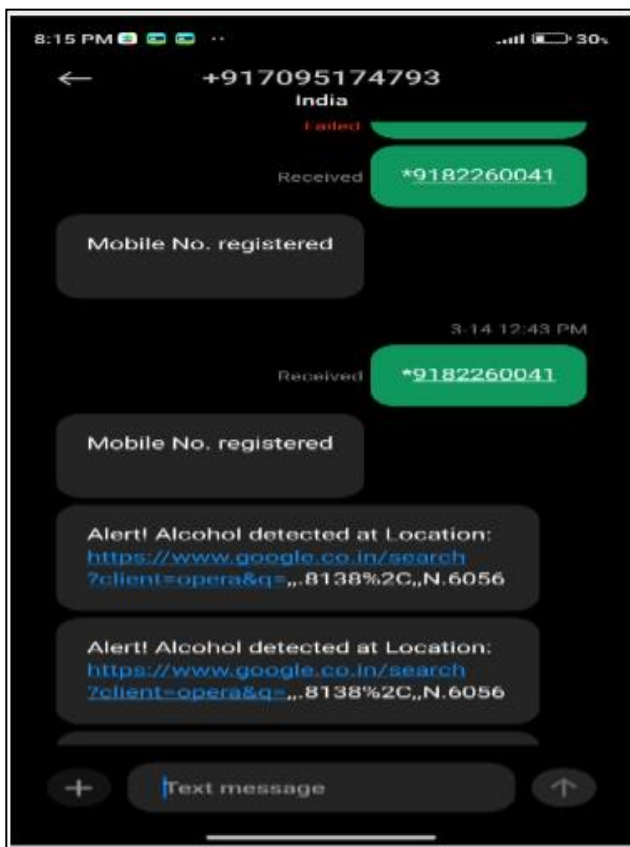 8:15 PM
30
+917095174793
India
Failed
Received
*9182260041
Mobile No. registered
3-14 12:43 PM
Received
*9182260041
Mobile No. registered
Alert! Alcohol detected at Location:
https://www.google.co.in/search
?client=opera&q=,,.8138%2C,,N.6056
Alert! Alcohol detected at Location:
https://www.google.co.in/search
?client=opera&q=,,.8138%2C,,N.6056
Text message